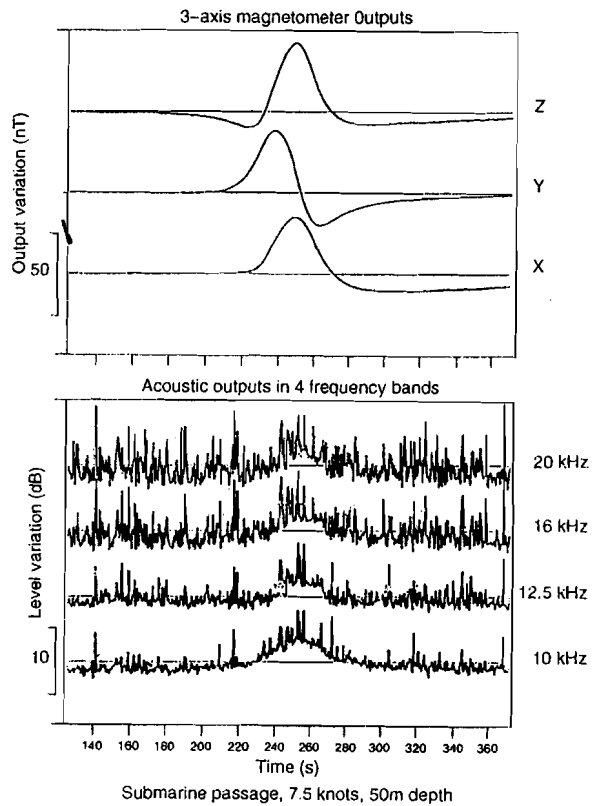 3-axis magnetometer Outputs
Output variation (nT)
50
Z
Y
X
Acoustic outputs in 4 frequency bands
Level variation (dB)
10
20 kHz
16 kHz
12.5 kHz
10 kHz
140 160 180 200 220 240 260 280 300 320 340 360
Time (s)
Submarine passage, 7.5 knots, 50m depth